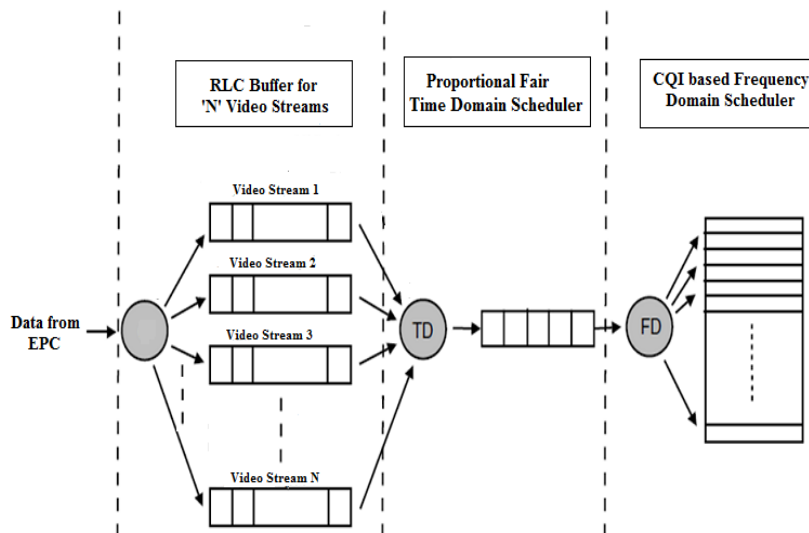 RLC Buffer for
'N' Video Streams
Proportional Fair
Time Domain Scheduler
CQI based Frequency
Domain Scheduler
Video Stream 1
Video Stream 2
Video Stream 3
Video Stream N
Data from
EPC
TD
FD